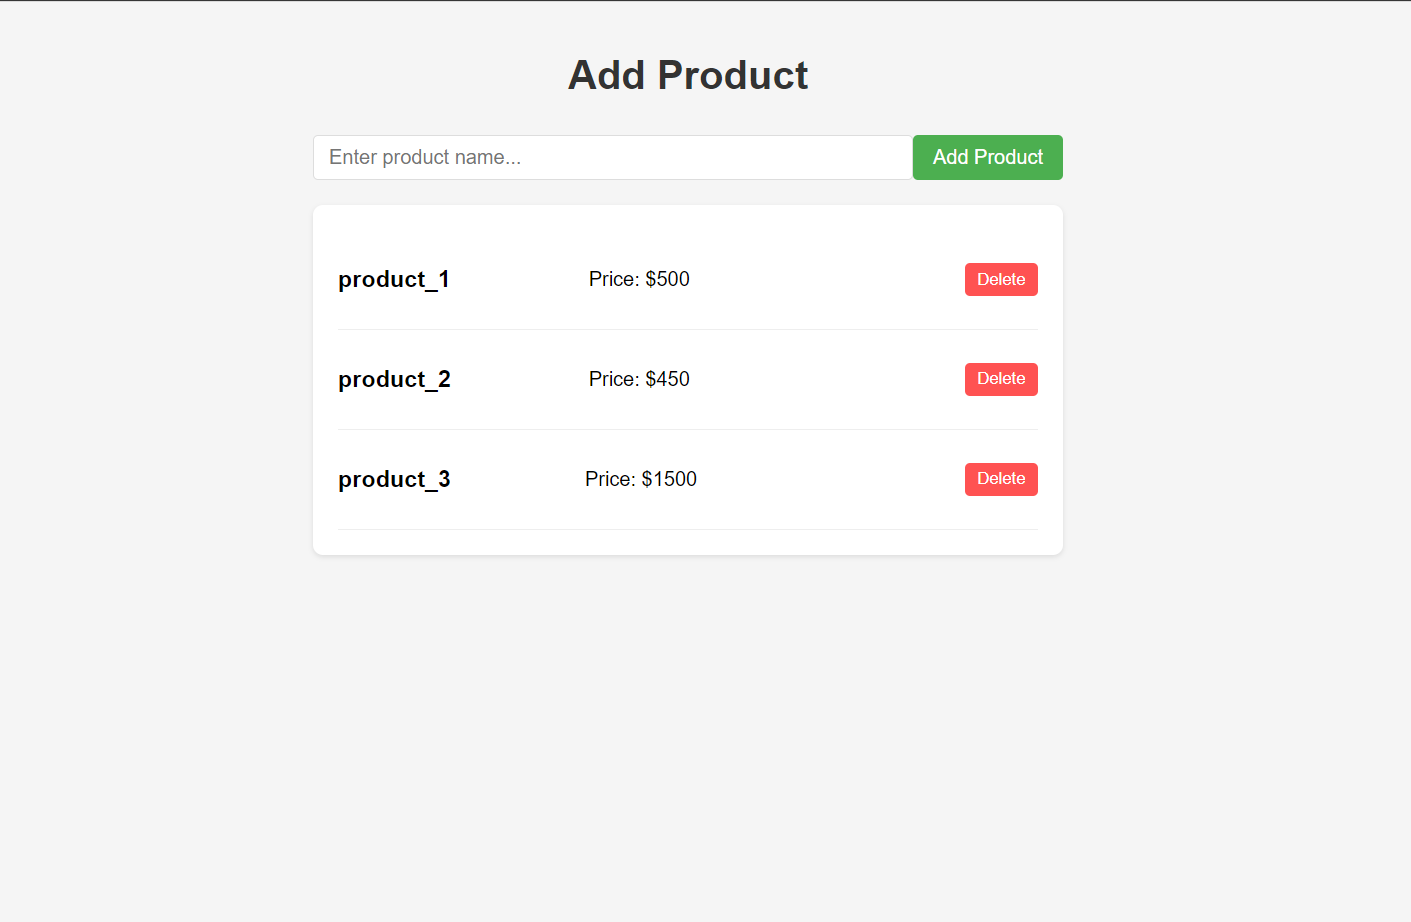 Add Product
Enter product name... Add Product
product_1 Price: $500 Delete
product_2 Price: $450 Delete
product_3 Price: $1500 Delete